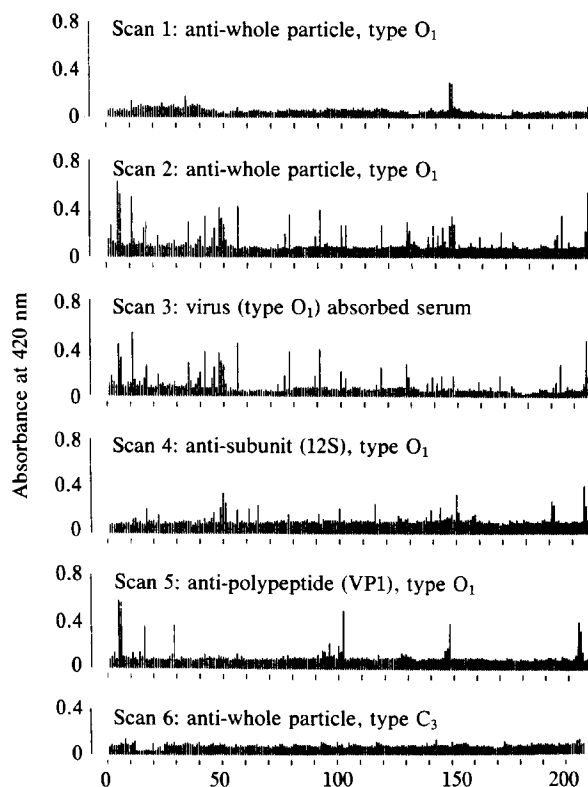 0.8
Scan 1: anti-whole particle, type O₁
0.4
0
0.8
Scan 2: anti-whole particle, type O₁
0.4
0
0.8
Scan 3: virus (type O₁) absorbed serum
0.4
0
Absorbance at 420 nm
0.8
Scan 4: anti-subunit (12S), type O₁
0.4
0
0.8
Scan 5: anti-polypeptide (VP1), type O₁
0.4
0
0.4
Scan 6: anti-whole particle, type C₃
0
0 50 100 150 200